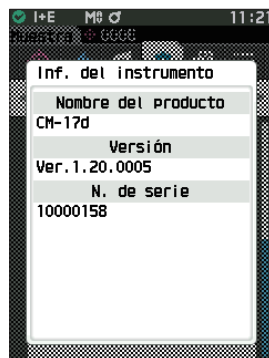 I+E M0 11:2
Muestra 0000
Inf. del instrumento
Nombre del producto
CM-17d
Versión
Ver.1.20.0005
N. de serie
10000158